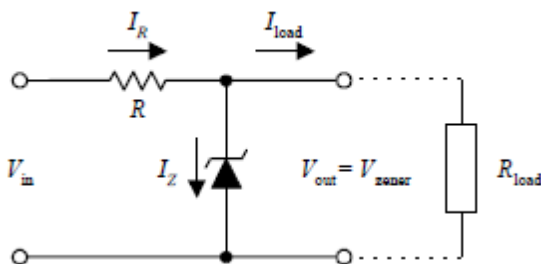 I_R
I_load
R
V_in
I_Z
V_out = V_zener
R_load